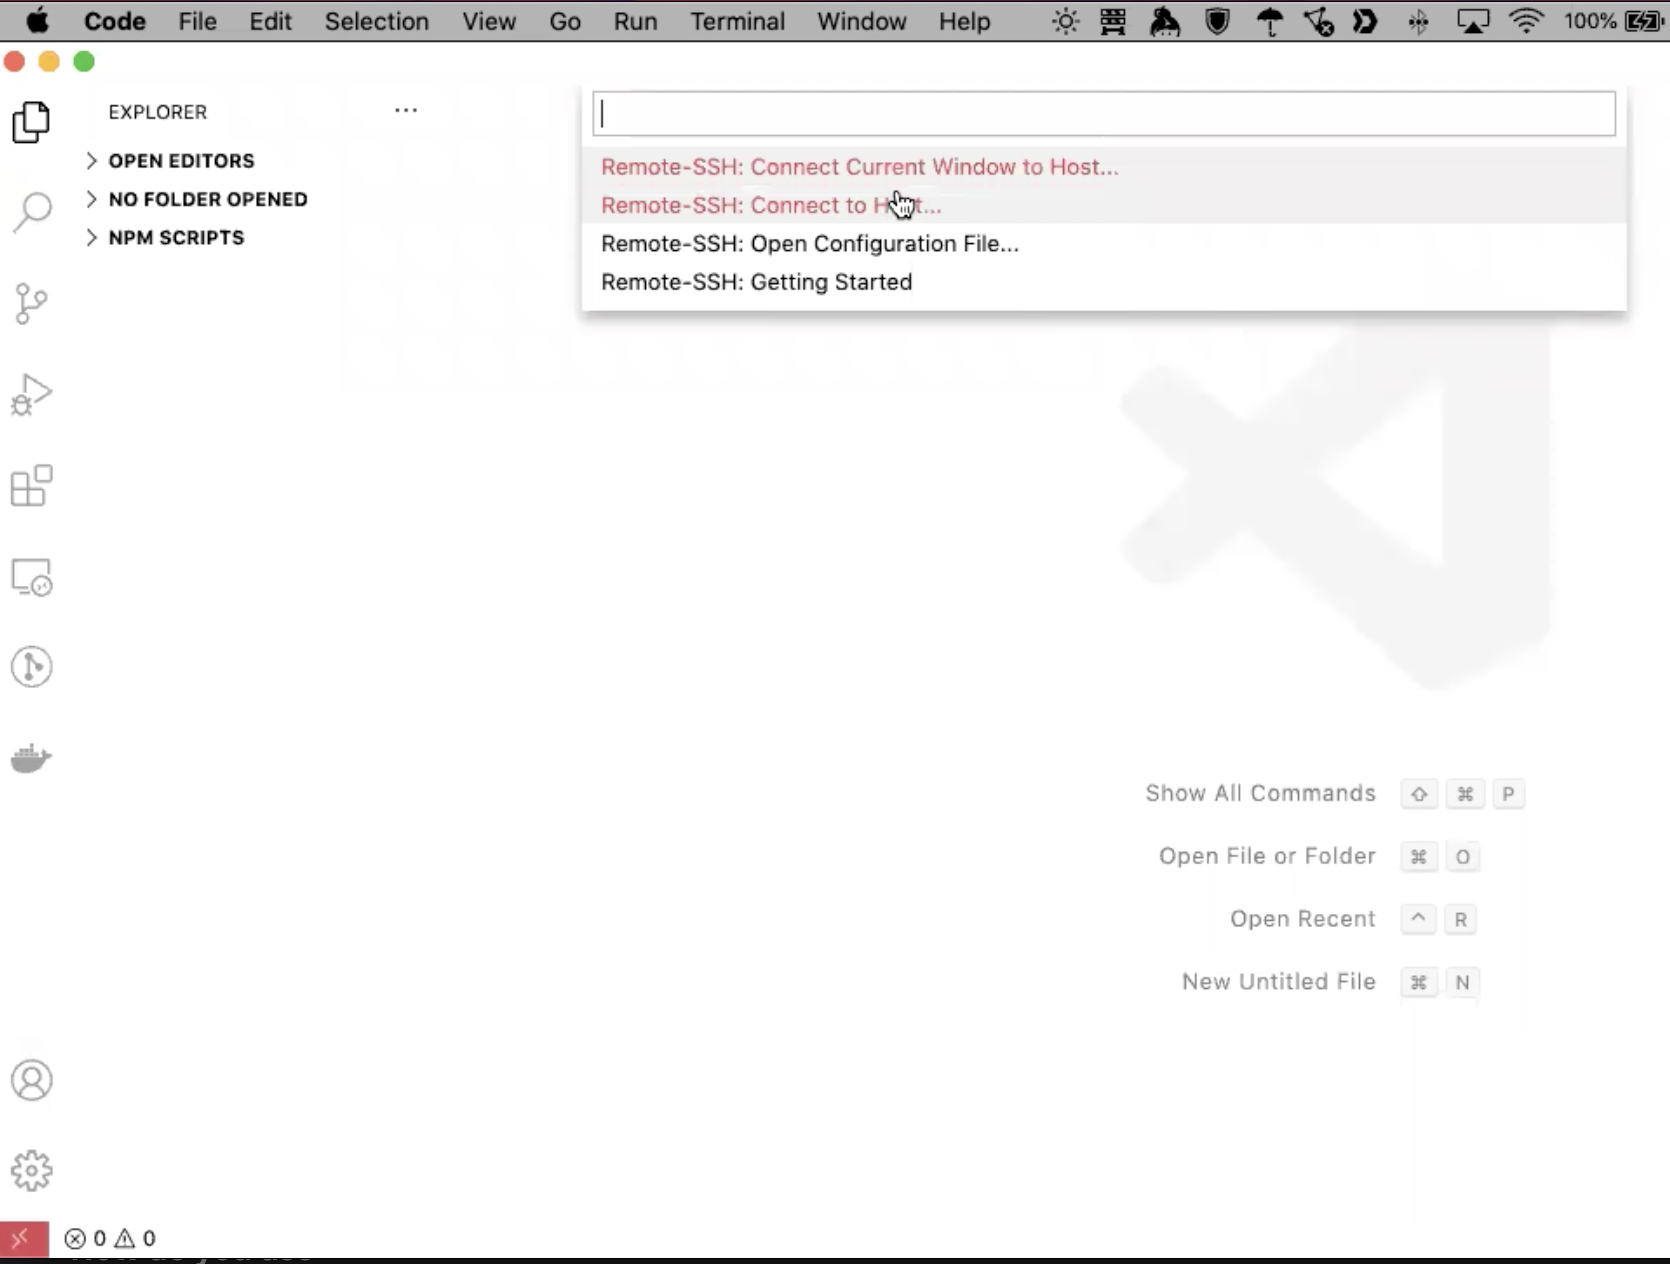 Code File Edit Selection View Go Run Terminal Window Help 100%
EXPLORER ...
OPEN EDITORS
NO FOLDER OPENED
NPM SCRIPTS
Remote-SSH: Connect Current Window to Host...
Remote-SSH: Connect to H t...
Remote-SSH: Open Configuration File...
Remote-SSH: Getting Started
Show All Commands ⇧ ⌘ P
Open File or Folder ⌘ O
Open Recent ^ R
New Untitled File ⌘ N
0 0